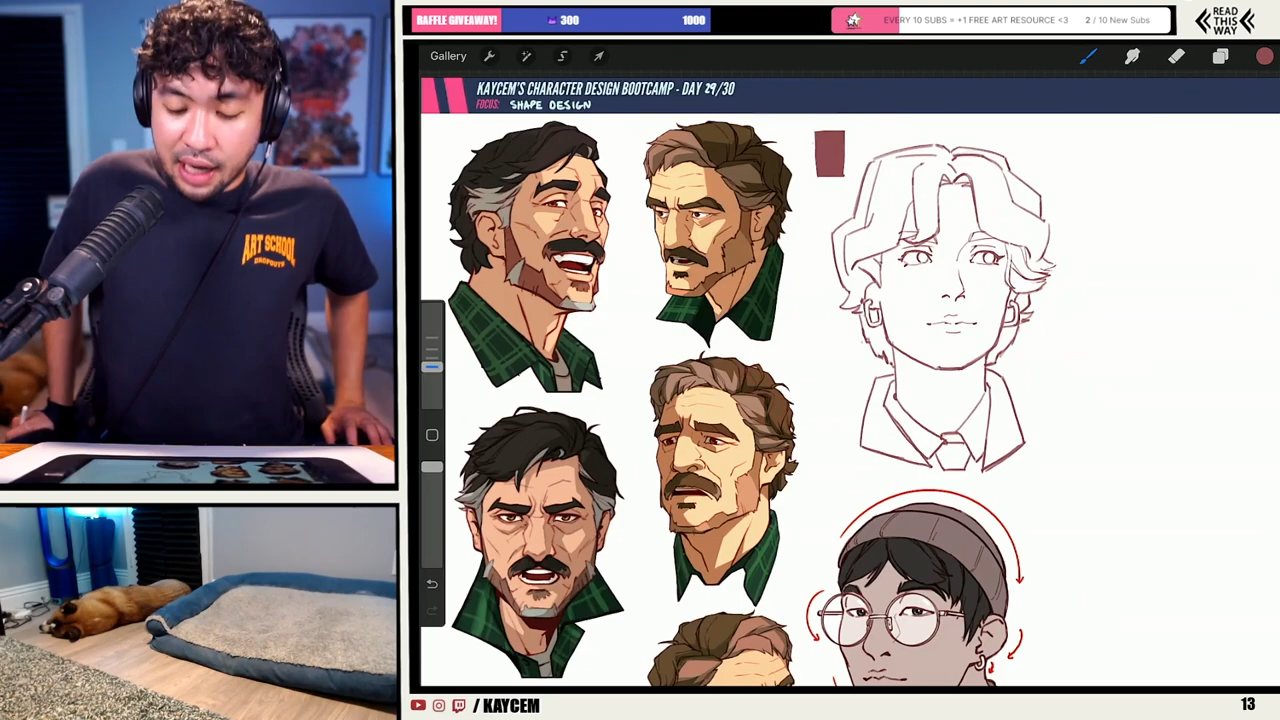 RAFFLE GIVEAWAY!
300
1000
EVERY 10 SUBS = +1 FREE ART RESOURCE <3
2 / 10 New Subs
READ
THIS
WAY
Gallery
KAYCEM'S CHARACTER DESIGN BOOTCAMP - DAY 29/30
FOCUS: SHAPE DESIGN
ART SCHOOL
DROPOUTS
/ KAYCEM
13